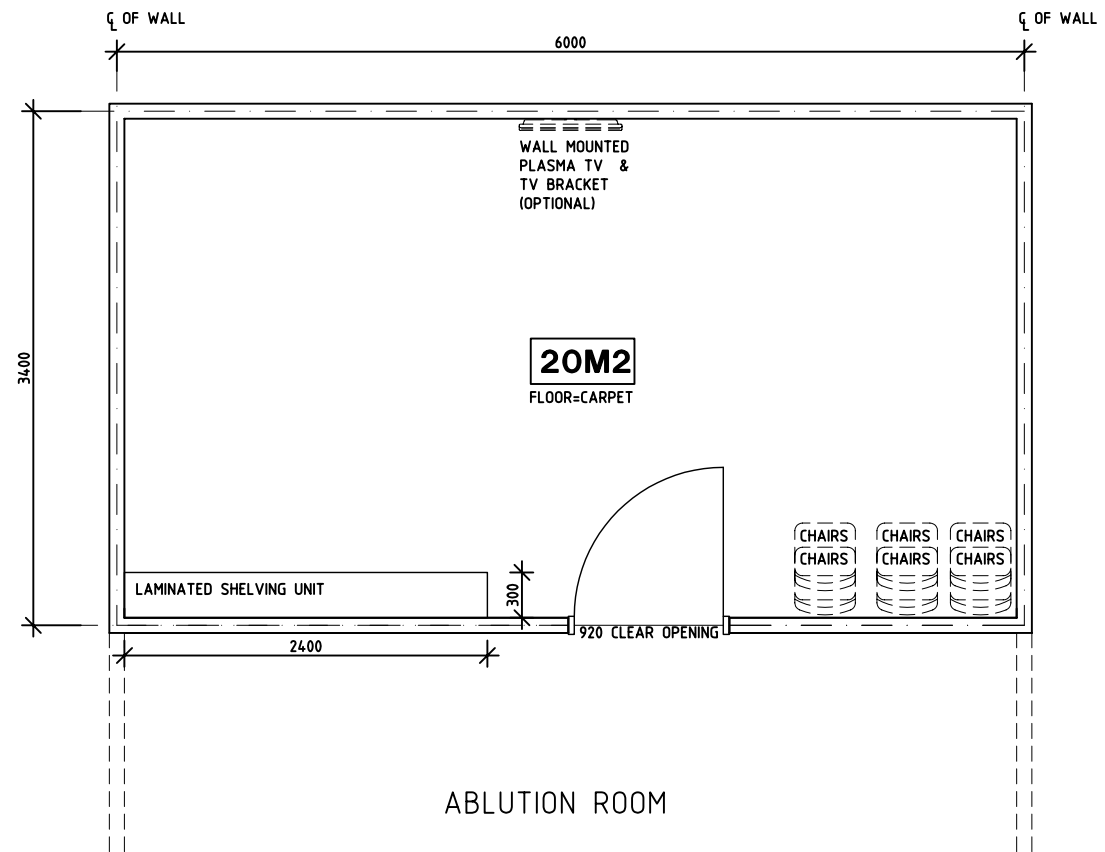 ℄ OF WALL
℄ OF WALL
6000
WALL MOUNTED
PLASMA TV &
TV BRACKET
(OPTIONAL)
3400
20M2
FLOOR=CARPET
CHAIRS CHAIRS CHAIRS
CHAIRS CHAIRS CHAIRS
LAMINATED SHELVING UNIT
300
920 CLEAR OPENING
2400
ABLUTION ROOM